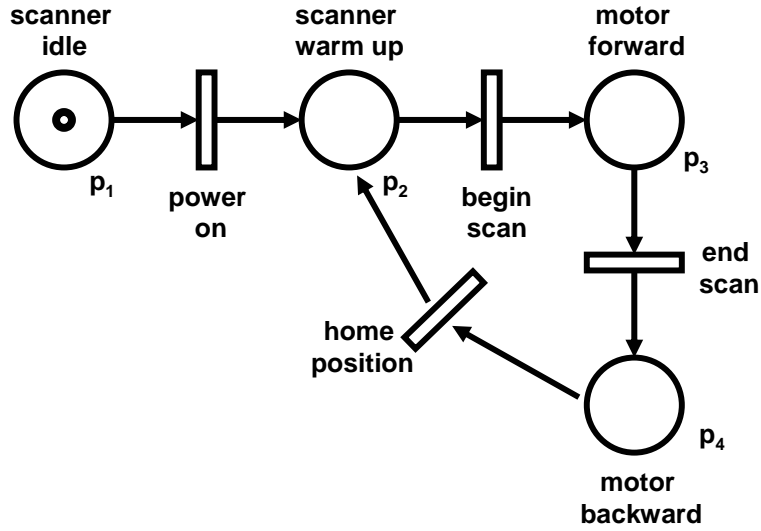 scanner
idle
scanner
warm up
motor
forward
p1
power
on
p2
begin
scan
p3
end
scan
home
position
p4
motor
backward